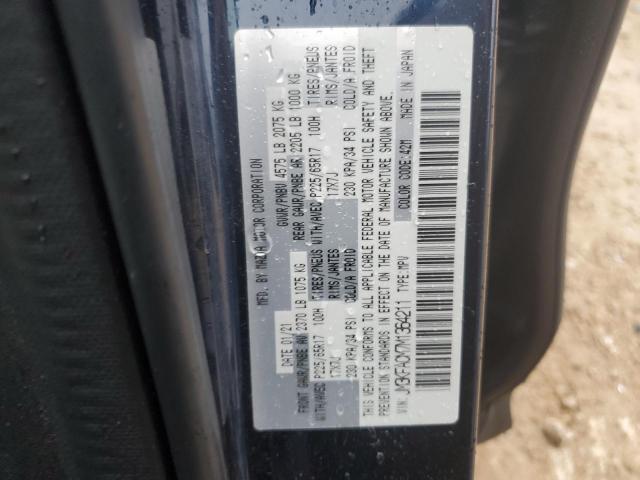 MFD. BY MAZDA MOTOR CORPORATION
DATE 01/21 GVWR/PNBV 4575 LB 2075 KG
FRONT GAWR/PNBE AV 2370 LB 1075 KG REAR GAWR/PNBE AR 2205 LB 1000 KG
WITH/AVEC P225/65R17 100H TIRES/PNEUS WITH/AVEC P225/65R17 100H TIRES/PNEUS
17X7J RIMS/JANTES 17X7J RIMS/JANTES
230 KPA/34 PSI COLD/A FROID 230 KPA/34 PSI COLD/A FROID
THIS VEHICLE CONFORMS TO ALL APPLICABLE FEDERAL MOTOR VEHICLE SAFETY AND THEFT
PREVENTION STANDARDS IN EFFECT ON THE DATE OF MANUFACTURE SHOWN ABOVE.
VIN: JM3KFACM7M1364211 TYPE:MPV COLOR CODE:42M MADE IN JAPAN